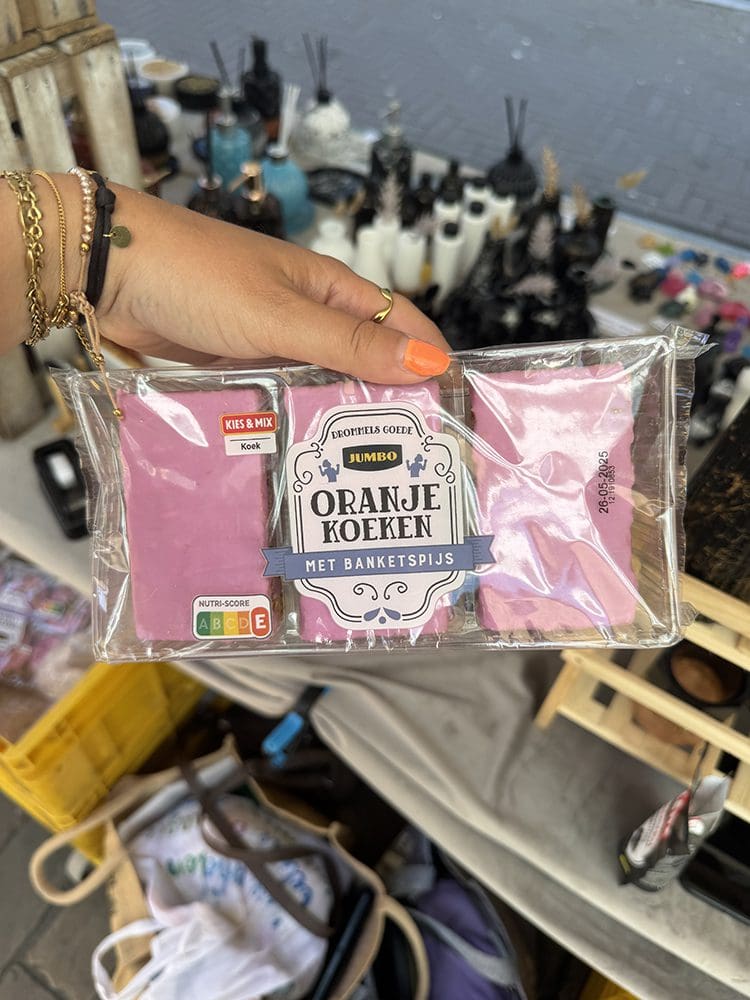 KIES & MIX
Koek
DROMMELS GOEDE
JUMBO
ORANJE
KOEKEN
MET BANKETSPIJS
NUTRI-SCORE
A B C D E
26-05-2025